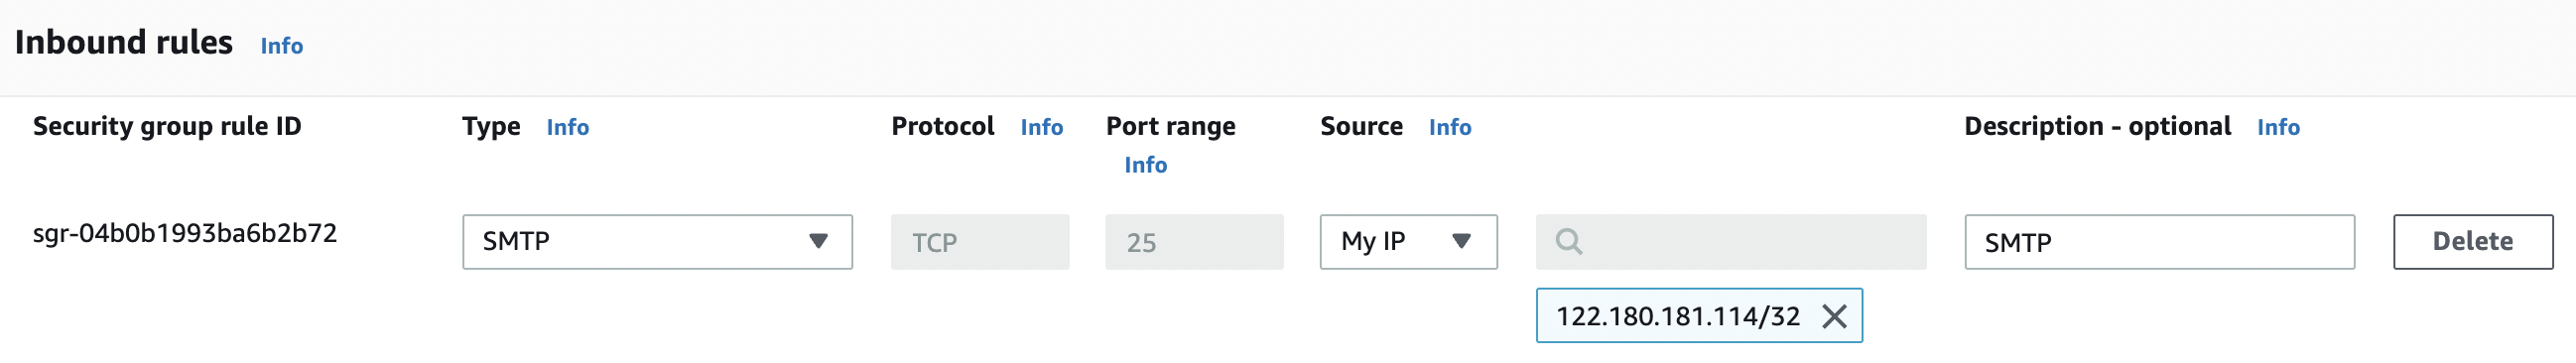 Inbound rules Info
Security group rule ID Type Info Protocol Info Port range Info Source Info Description - optional Info
sgr-04b0b1993ba6b2b72 SMTP TCP 25 My IP SMTP Delete
122.180.181.114/32